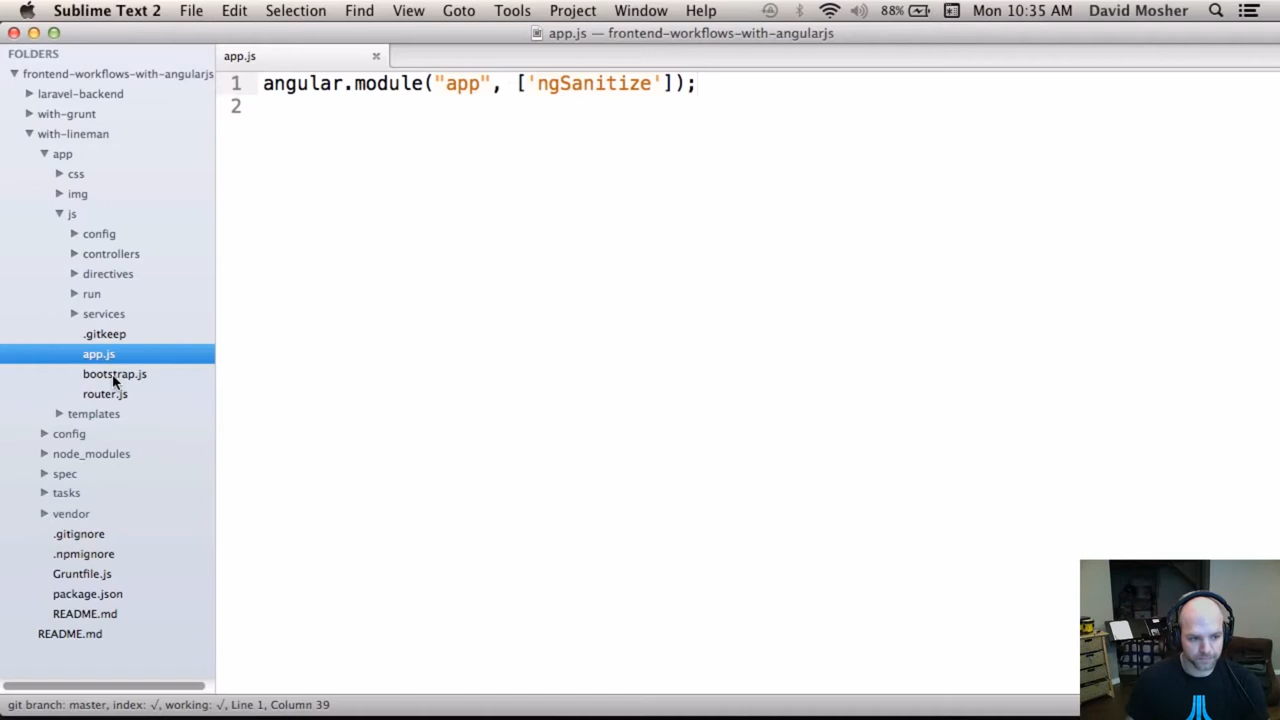 Sublime Text 2 File Edit Selection Find View Goto Tools Project Window Help 88% Mon 10:35 AM David Mosher
app.js — frontend-workflows-with-angularjs
FOLDERS
frontend-workflows-with-angularjs
laravel-backend
with-grunt
with-lineman
app
css
img
js
config
controllers
directives
run
services
.gitkeep
app.js
bootstrap.js
router.js
templates
config
node_modules
spec
tasks
vendor
.gitignore
.npmignore
Gruntfile.js
package.json
README.md
README.md
app.js
1 angular.module("app", ['ngSanitize']);
2
git branch: master, index: √, working: √, Line 1, Column 39